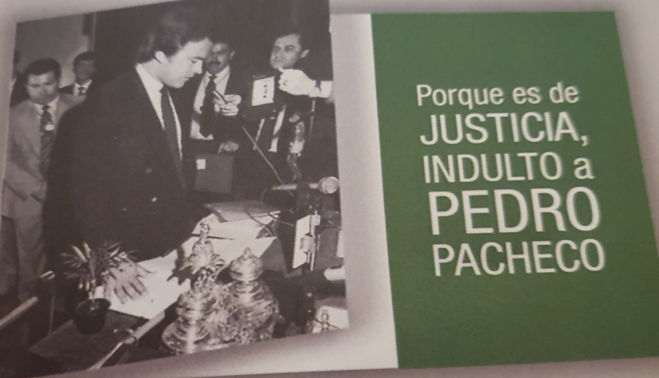 Porque es de
JUSTICIA,
INDULTO a
PEDRO
PACHECO